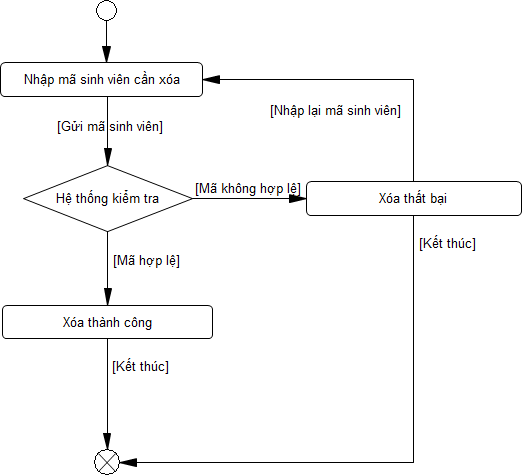 Nhập mã sinh viên cần xóa
[Nhập lại mã sinh viên]
[Gửi mã sinh viên]
Hệ thống kiểm tra
[Mã không hợp lệ]
Xóa thất bại
[Kết thúc]
[Mã hợp lệ]
Xóa thành công
[Kết thúc]